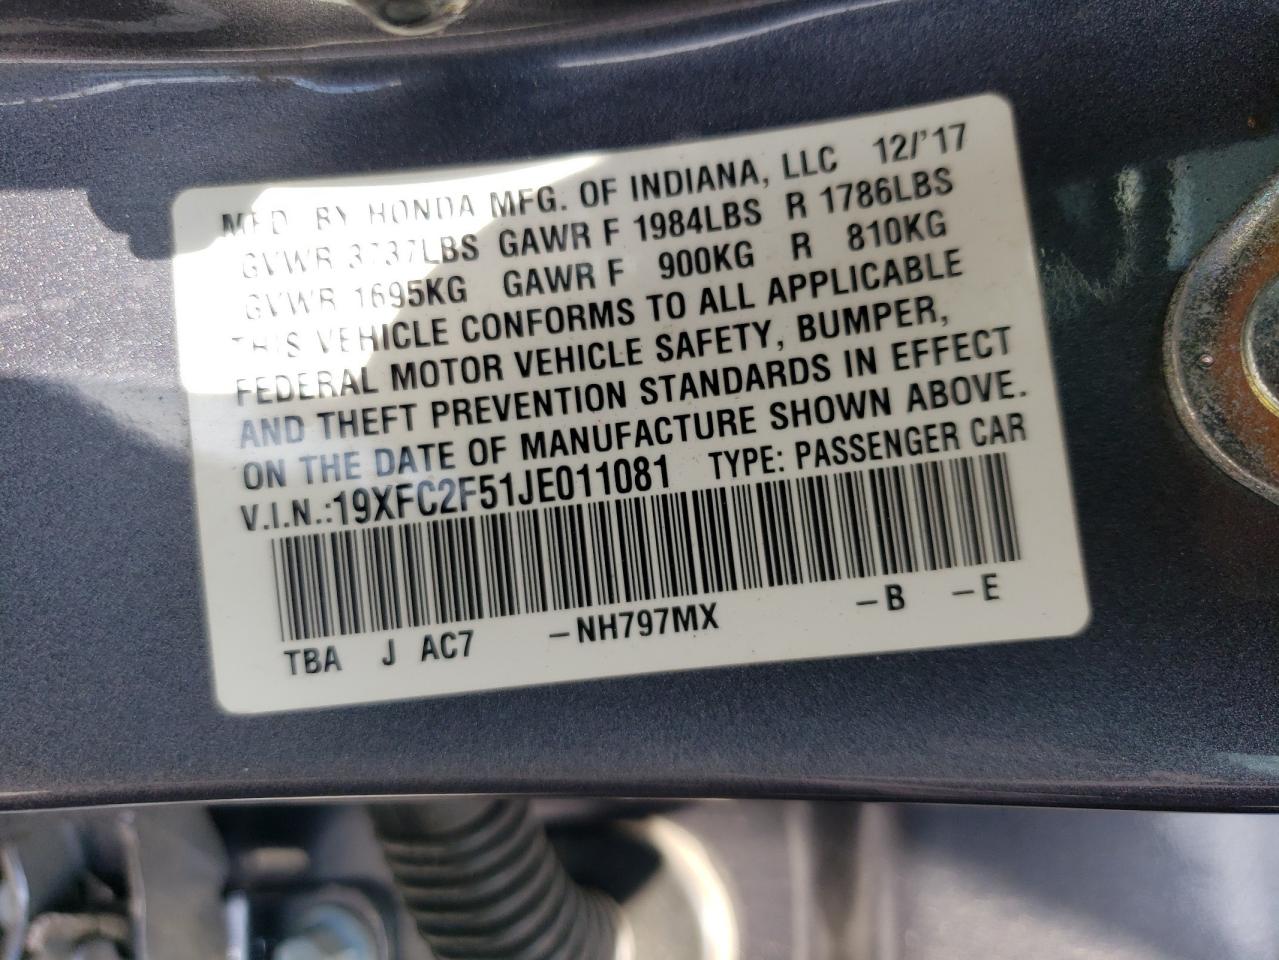 MFD. BY HONDA MFG. OF INDIANA, LLC 12/'17
GVWR 3737LBS GAWR F 1984LBS R 1786LBS
GVWR 1695KG GAWR F 900KG R 810KG
THIS VEHICLE CONFORMS TO ALL APPLICABLE
FEDERAL MOTOR VEHICLE SAFETY, BUMPER,
AND THEFT PREVENTION STANDARDS IN EFFECT
ON THE DATE OF MANUFACTURE SHOWN ABOVE.
V.I.N.:19XFC2F51JE011081 TYPE: PASSENGER CAR
TBA J AC7 –NH797MX –B –E